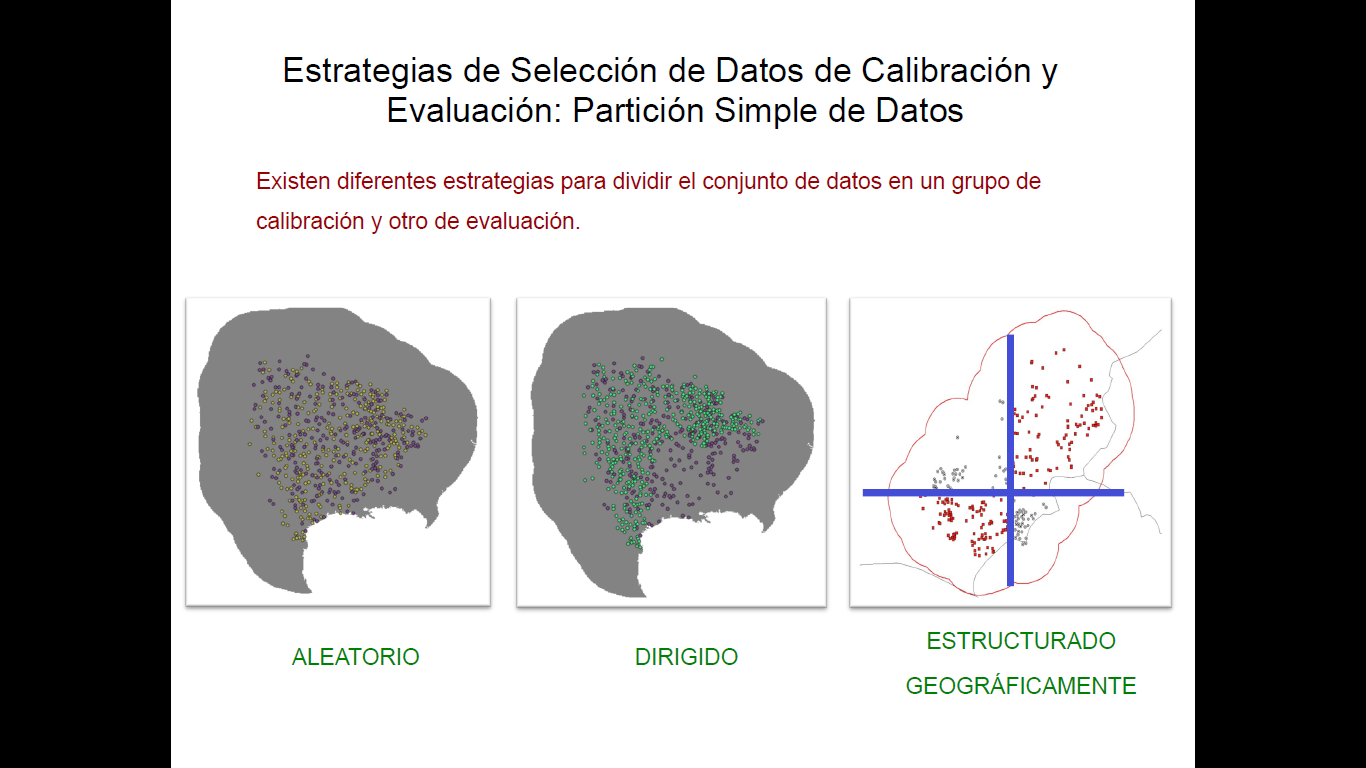 Estrategias de Selección de Datos de Calibración y
Evaluación: Partición Simple de Datos
Existen diferentes estrategias para dividir el conjunto de datos en un grupo de
calibración y otro de evaluación.
ALEATORIO
DIRIGIDO
ESTRUCTURADO
GEOGRÁFICAMENTE